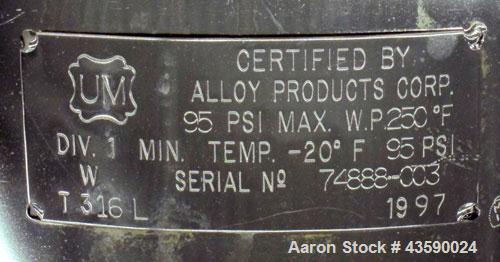 CERTIFIED BY
UM
ALLOY PRODUCTS CORP.
95 PSI MAX. W.P. 250 °F
DIV. 1 MIN. TEMP. -20° F 95 PSI
W SERIAL Nº 74888-003
T 316 L 1997
Aaron Stock # 43590024